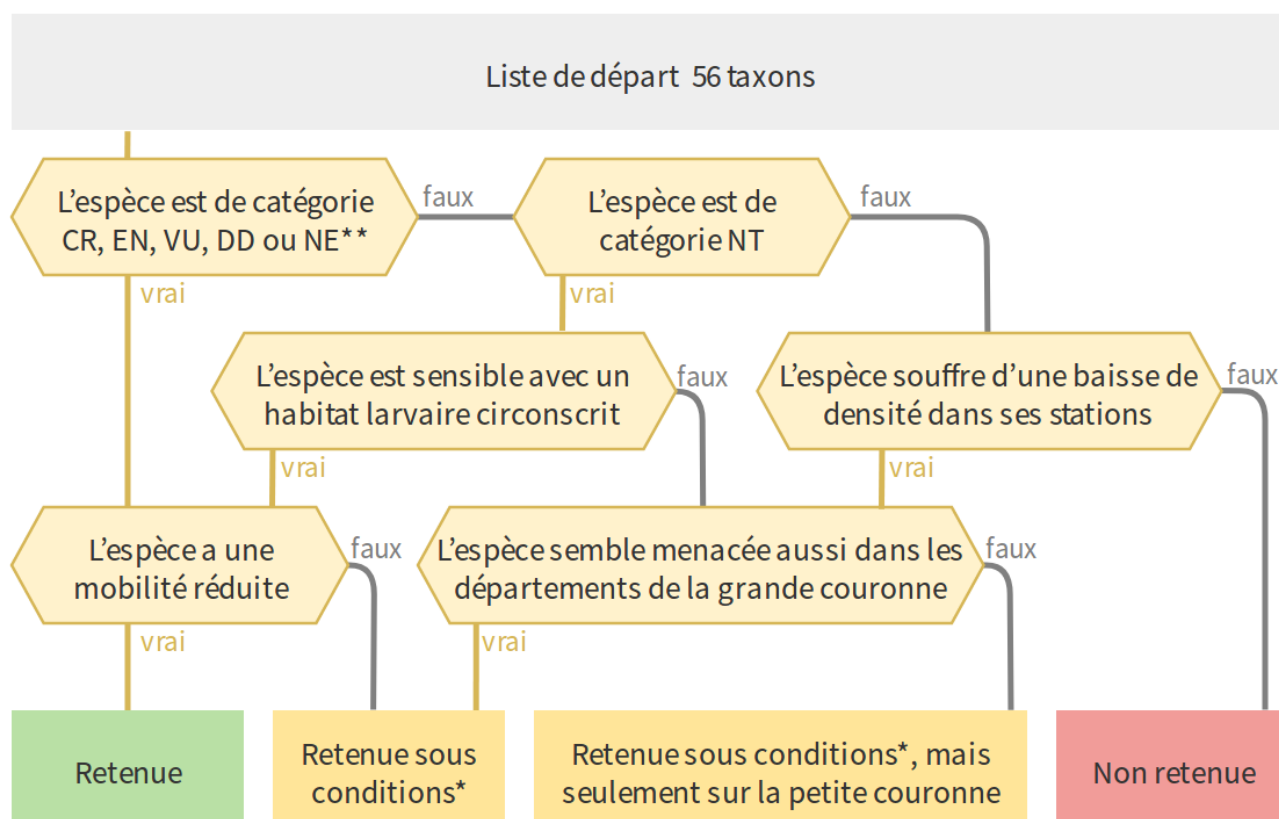 Liste de départ 56 taxons
L’espèce est de catégorie
CR, EN, VU, DD ou NE**
faux
L’espèce est de
catégorie NT
faux
vrai
vrai
L’espèce est sensible avec un
habitat larvaire circonscrit
faux
L’espèce souffre d’une baisse de
densité dans ses stations
faux
vrai
vrai
L’espèce a une
mobilité réduite
faux
L’espèce semble menacée aussi dans les
départements de la grande couronne
faux
vrai
vrai
Retenue
Retenue sous
conditions*
Retenue sous conditions*, mais
seulement sur la petite couronne
Non retenue